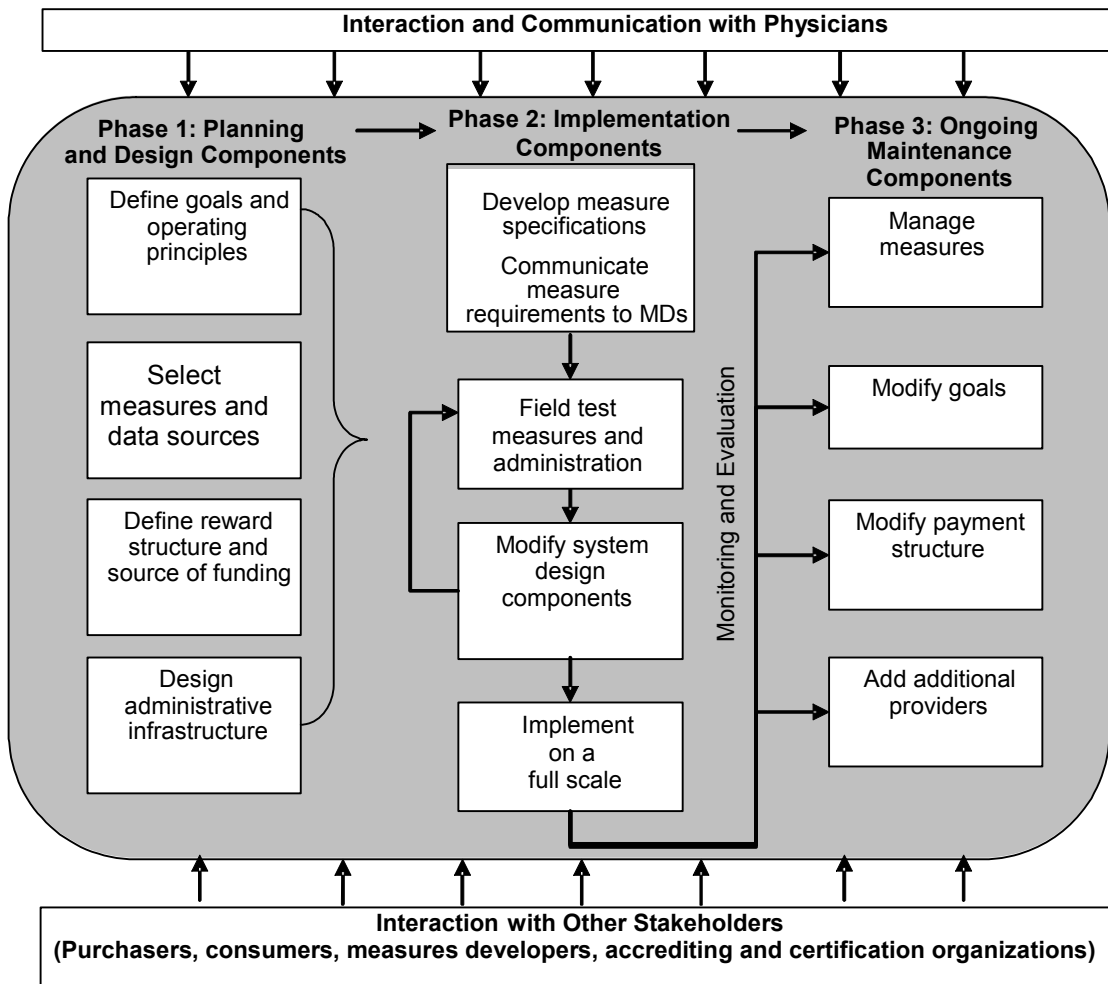 Interaction and Communication with Physicians
Phase 1: Planning
and Design Components
Define goals and
operating
principles
Select
measures and
data sources
Define reward
structure and
source of funding
Design
administrative
infrastructure
Phase 2: Implementation
Components
Develop measure
specifications
Communicate
measure
requirements to MDs
Field test
measures and
administration
Modify system
design
components
Implement
on a
full scale
Monitoring and Evaluation
Phase 3: Ongoing
Maintenance
Components
Manage
measures
Modify goals
Modify payment
structure
Add additional
providers
Interaction with Other Stakeholders
(Purchasers, consumers, measures developers, accrediting and certification organizations)